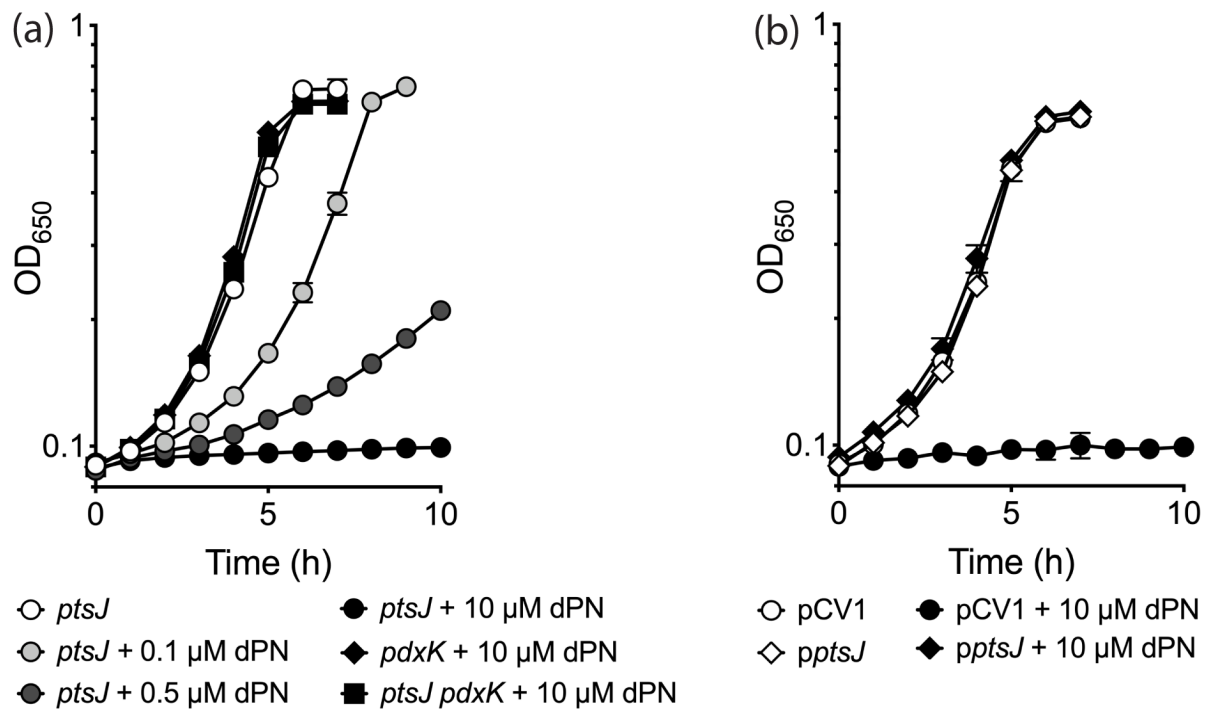 (a)
1
0.1
OD650
0 5 10
Time (h)
ptsJ
ptsJ + 0.1 μM dPN
ptsJ + 0.5 μM dPN
ptsJ + 10 μM dPN
pdxK + 10 μM dPN
ptsJ pdxK + 10 μM dPN
(b)
1
0.1
OD650
0 5 10
Time (h)
pCV1
pptsJ
pCV1 + 10 μM dPN
pptsJ + 10 μM dPN